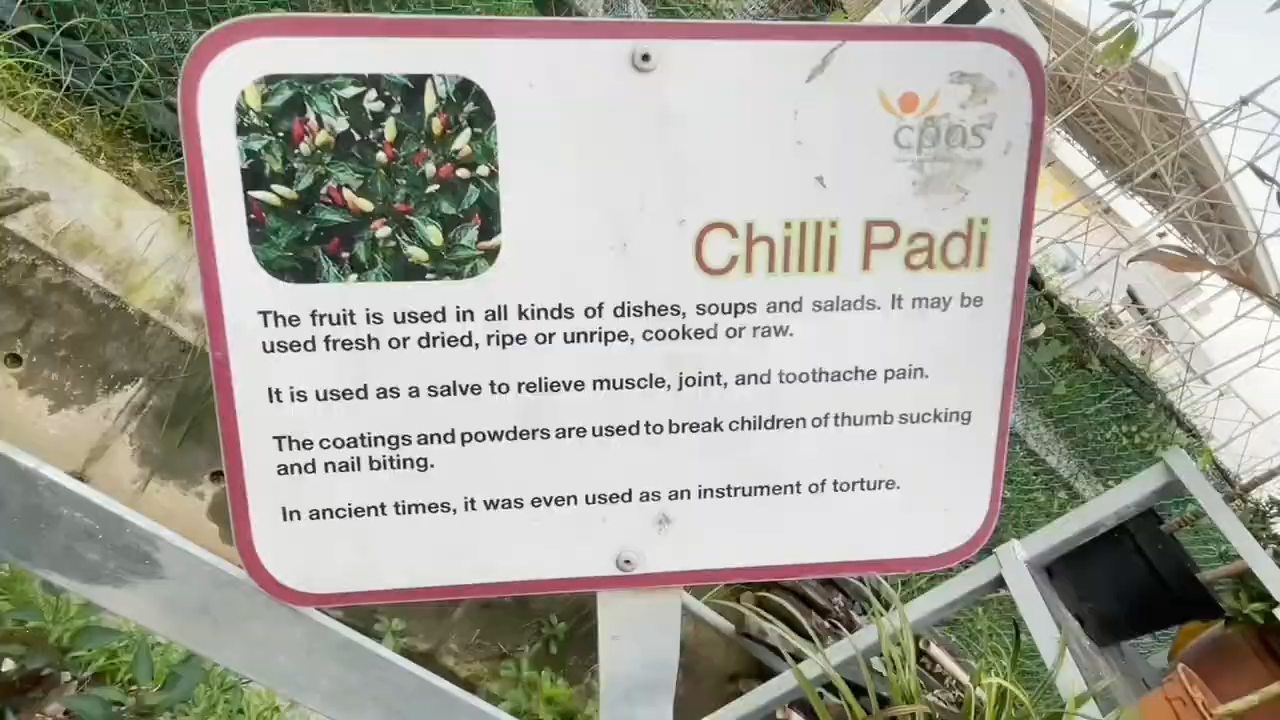 cpas
Chilli Padi
The fruit is used in all kinds of dishes, soups and salads. It may be
used fresh or dried, ripe or unripe, cooked or raw.
It is used as a salve to relieve muscle, joint, and toothache pain.
The coatings and powders are used to break children of thumb sucking
and nail biting.
In ancient times, it was even used as an instrument of torture.